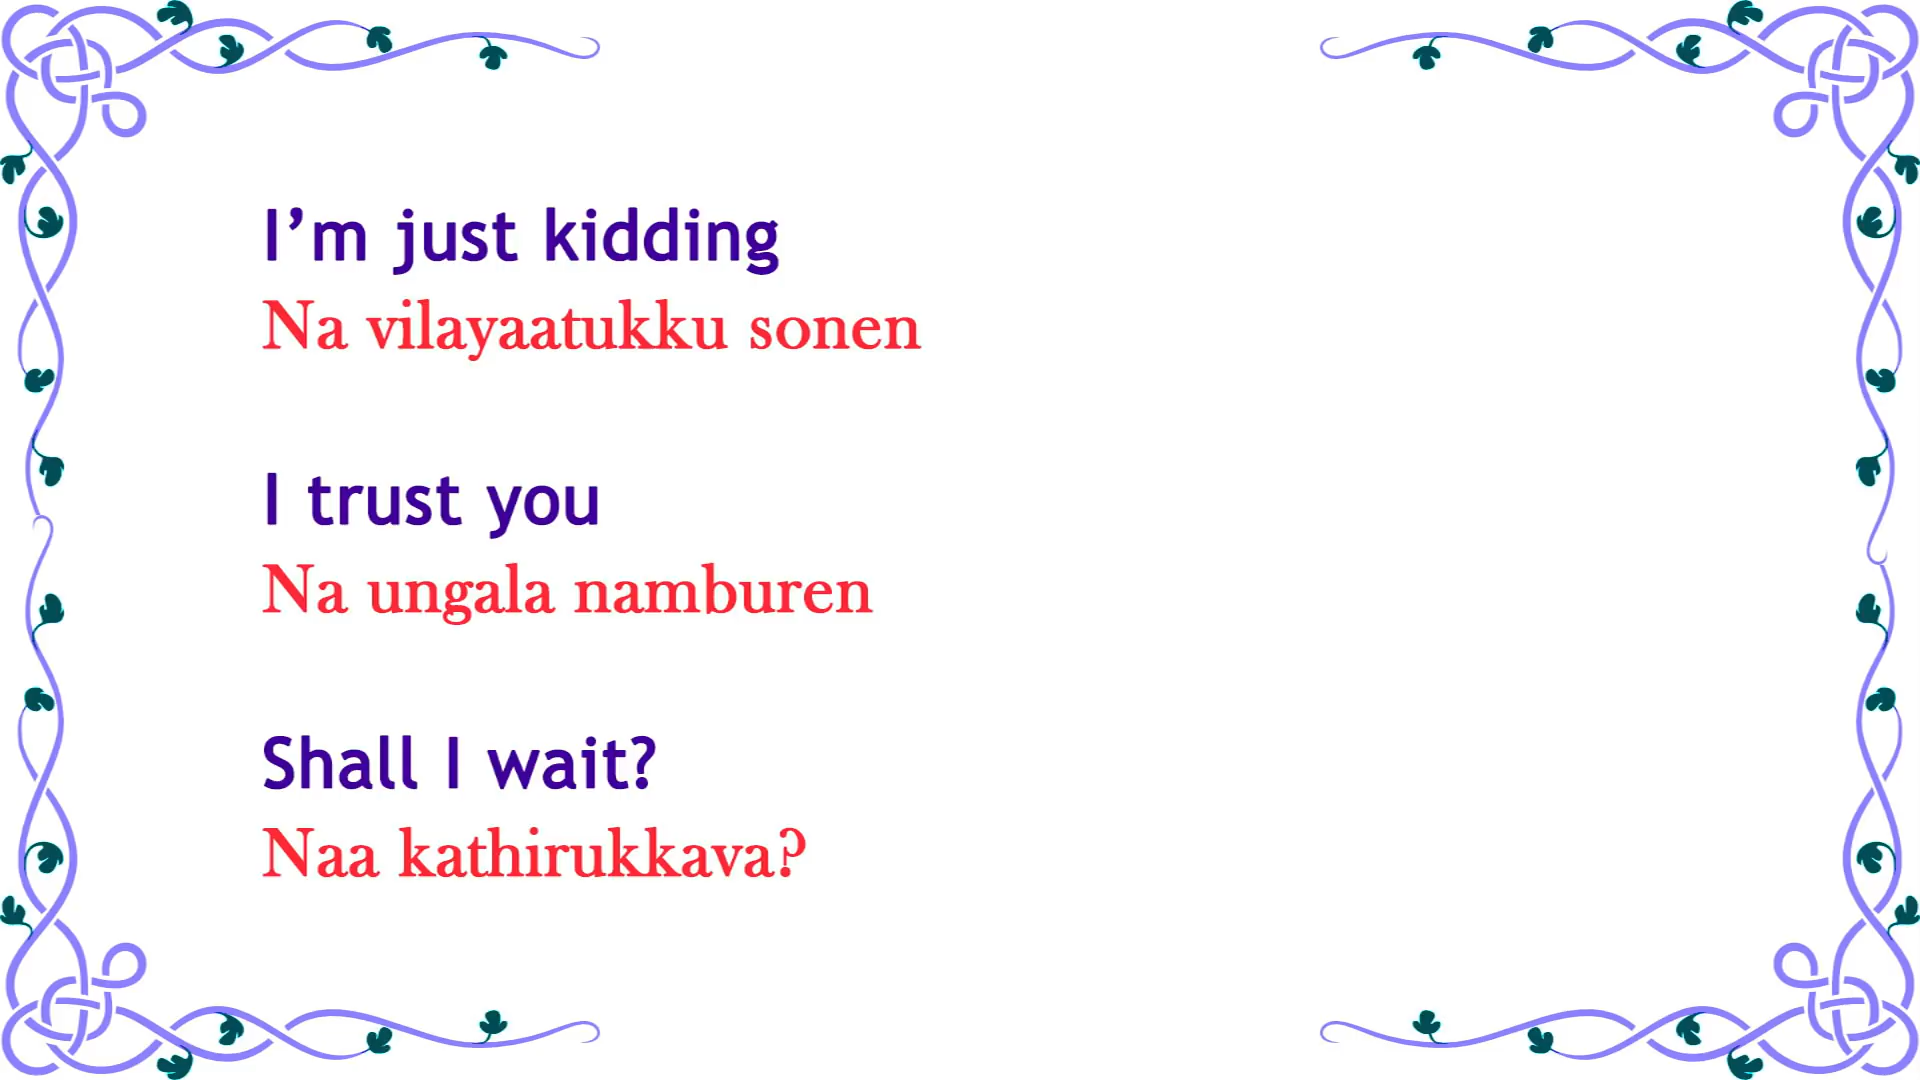 I’m just kidding
Na vilayaatukku sonen
I trust you
Na ungala namburen
Shall I wait?
Naa kathirukkava?